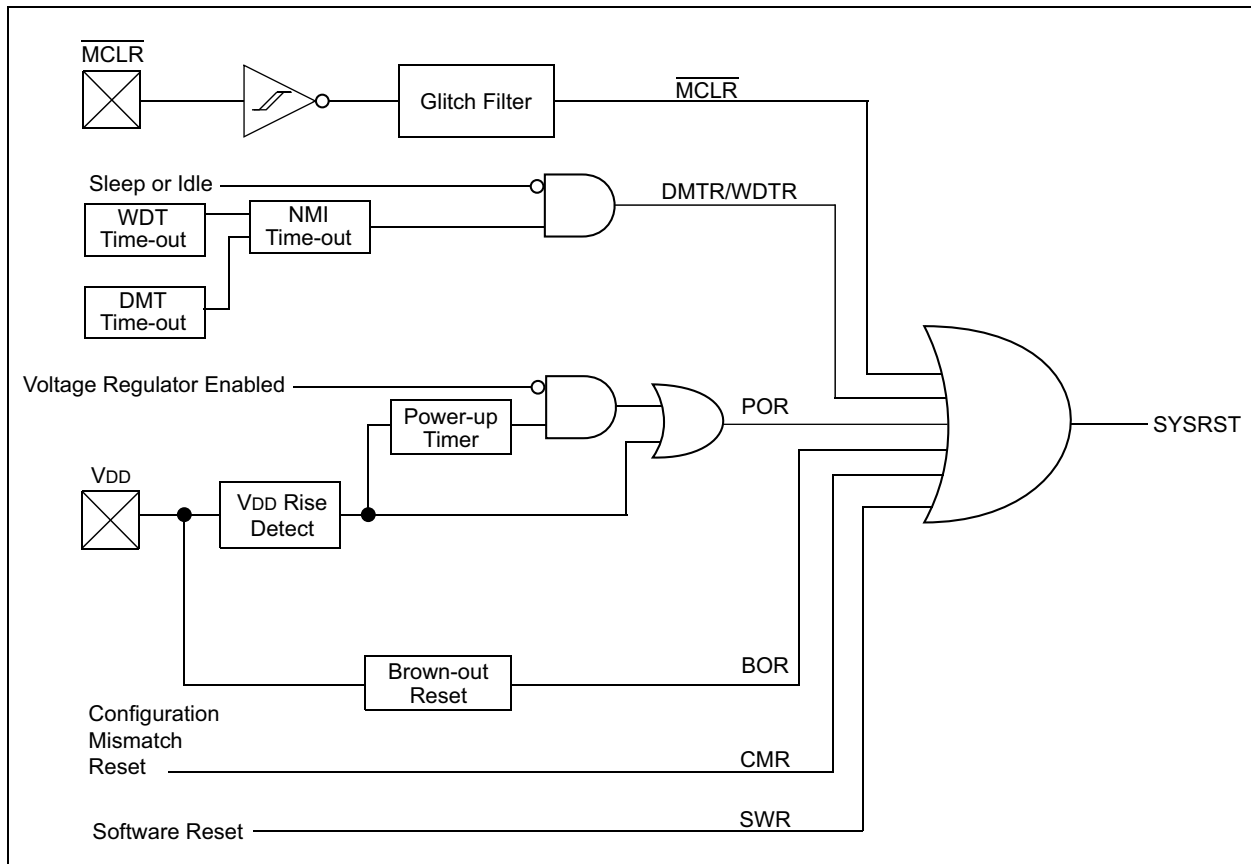 MCLR
Glitch Filter
MCLR
Sleep or Idle
DMTR/WDTR
WDT
Time-out
NMI
Time-out
DMT
Time-out
Voltage Regulator Enabled
Power-up
Timer
POR
SYSRST
VDD
VDD Rise
Detect
Brown-out
Reset
BOR
Configuration
Mismatch
Reset
CMR
Software Reset
SWR